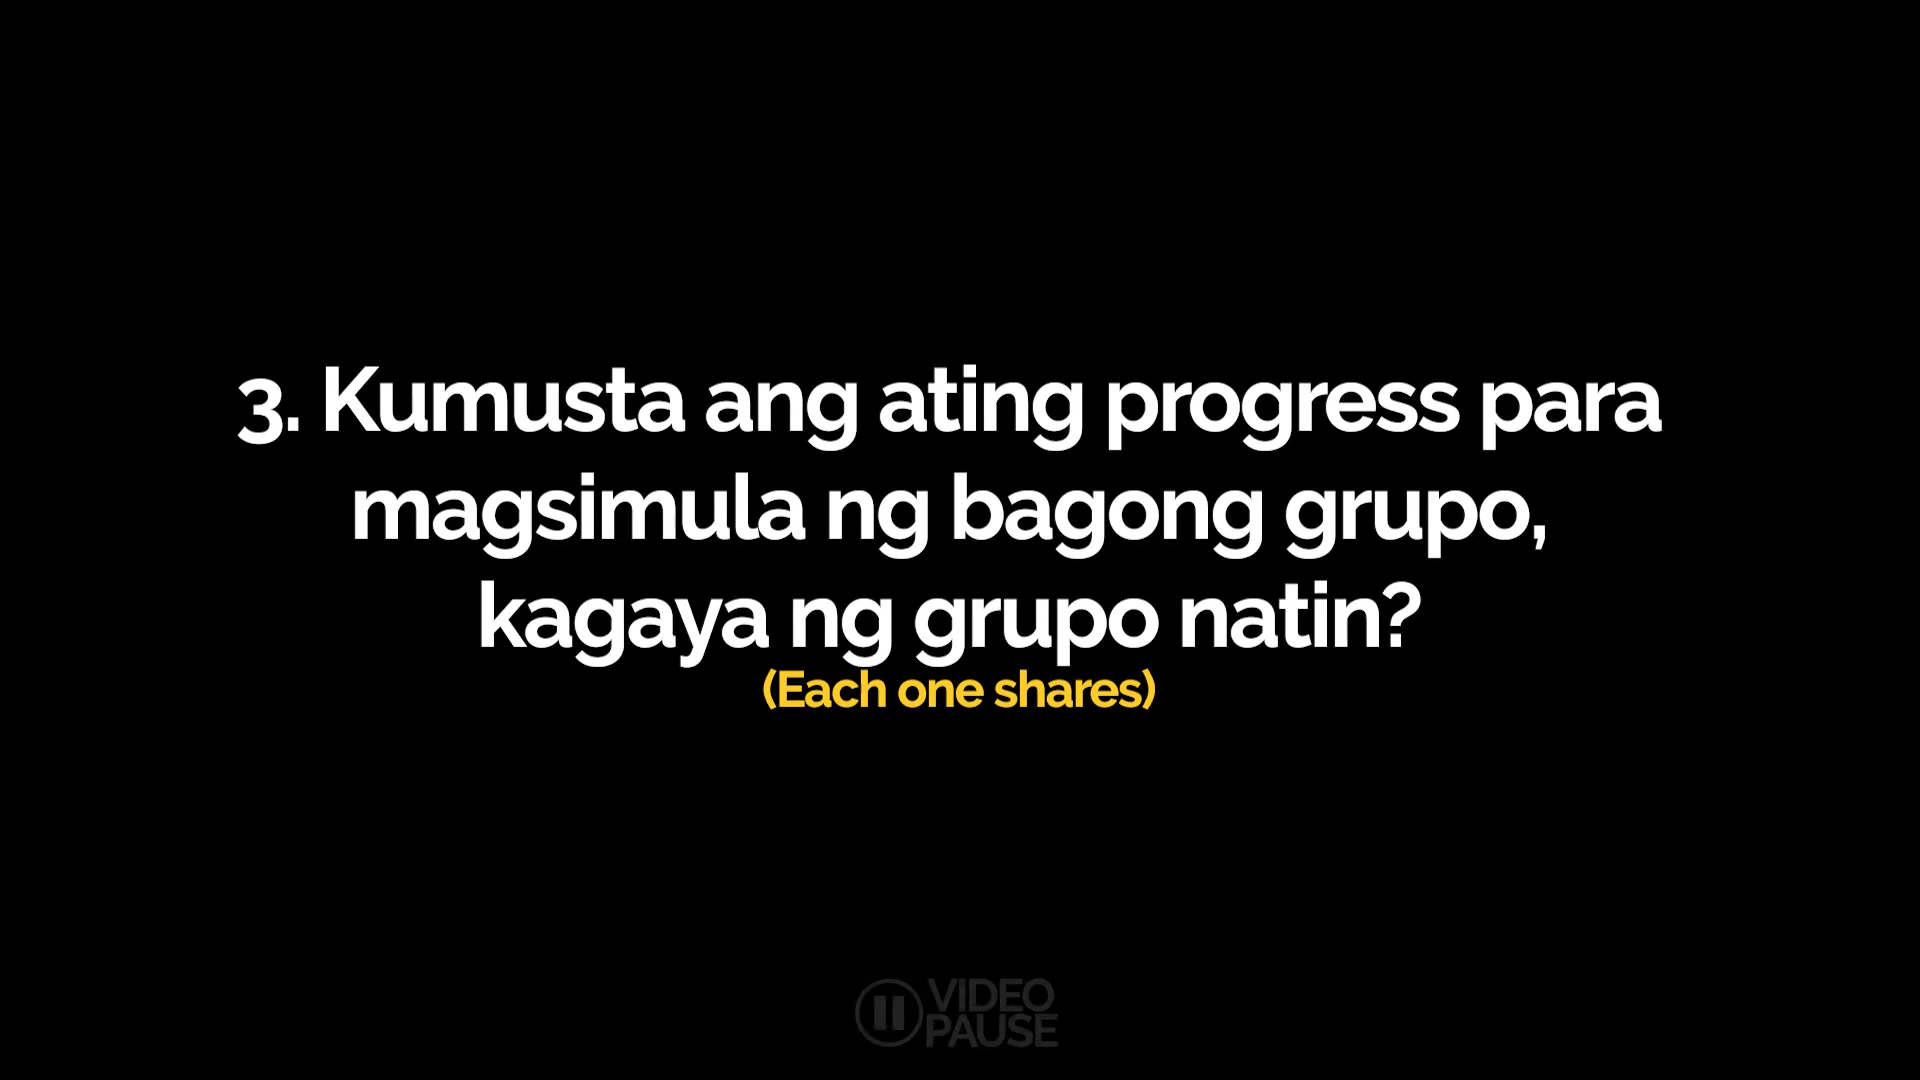 3. Kumusta ang ating progress para
magsimula ng bagong grupo,
kagaya ng grupo natin?
(Each one shares)
VIDEO
PAUSE